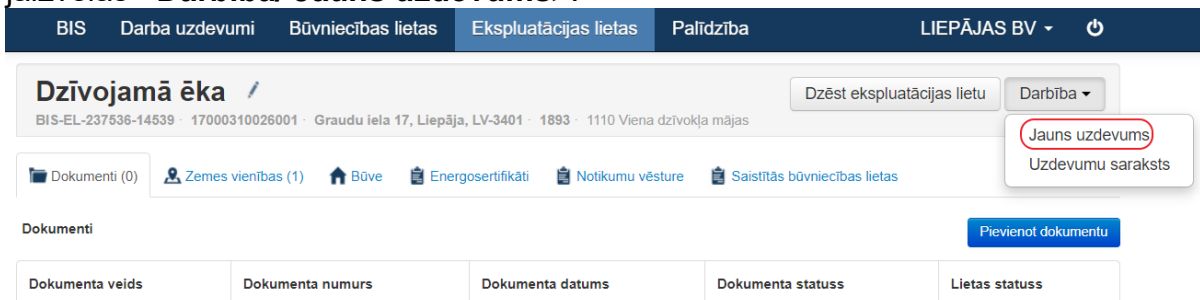 BIS Darba uzdevumi Būvniecības lietas Ekspluatācijas lietas Palīdzība LIEPĀJAS BV
Dzīvojamā ēka Dzēst ekspluatācijas lietu Darbība
BIS-EL-237536-14539 · 17000310026001 · Graudu iela 17, Liepāja, LV-3401 · 1893 · 1110 Viena dzīvokļa mājas
Jauns uzdevums
Uzdevumu saraksts
Dokumenti (0) Zemes vienības (1) Būve Energosertifikāti Notikumu vēsture Saistītās būvniecības lietas
Dokumenti Pievienot dokumentu
Dokumenta veids Dokumenta numurs Dokumenta datums Dokumenta statuss Lietas statuss